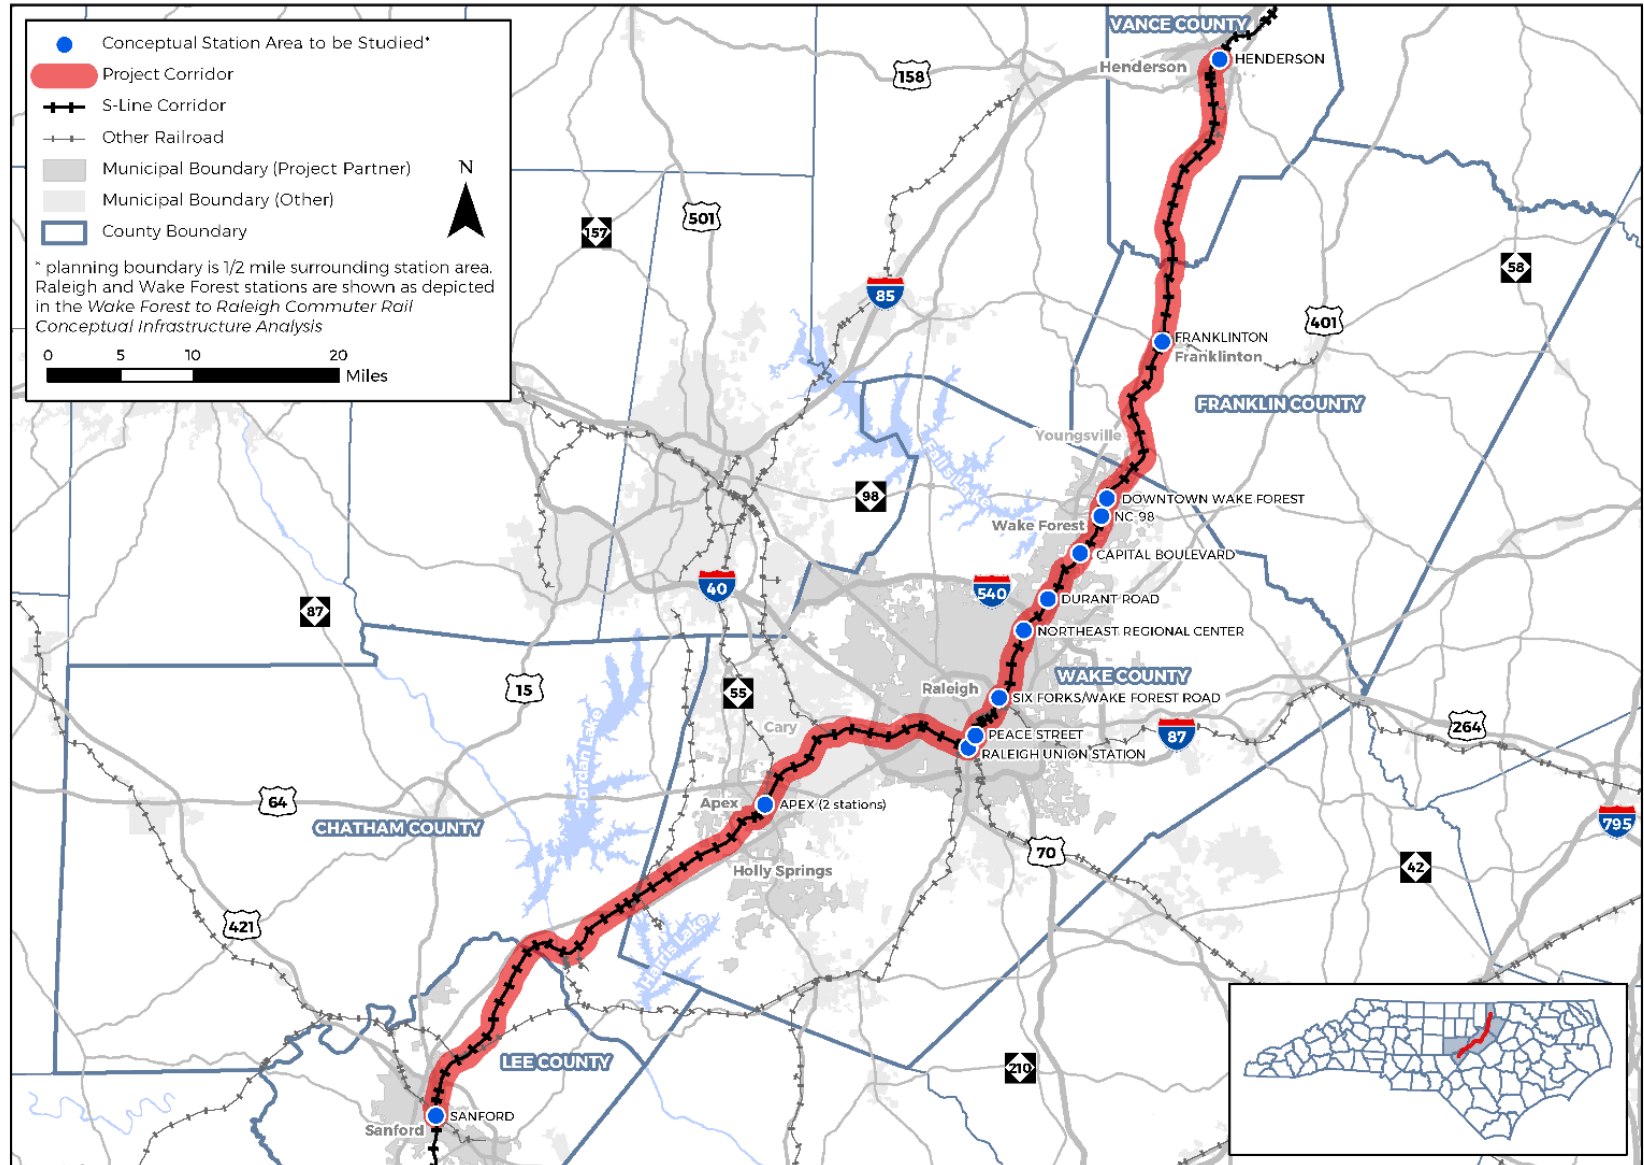 Conceptual Station Area to be Studied*
Project Corridor
S-Line Corridor
Other Railroad
Municipal Boundary (Project Partner)
Municipal Boundary (Other)
County Boundary
N
* planning boundary is 1/2 mile surrounding station area.
Raleigh and Wake Forest stations are shown as depicted
in the Wake Forest to Raleigh Commuter Rail
Conceptual Infrastructure Analysis
0 5 10 20
Miles
VANCE COUNTY
Henderson
HENDERSON
158
157
501
58
85
401
FRANKLINTON
Franklinton
FRANKLIN COUNTY
Youngsville
Falls Lake
98
DOWNTOWN WAKE FOREST
NC-98
Wake Forest
CAPITAL BOULEVARD
40
540
DURANT ROAD
87
NORTHEAST REGIONAL CENTER
WAKE COUNTY
Raleigh
SIX FORKS/WAKE FOREST ROAD
15
55
Cary
PEACE STREET
87
264
RALEIGH UNION STATION
Jordan Lake
64
Apex
APEX (2 stations)
CHATHAM COUNTY
795
70
42
Holly Springs
421
Harris Lake
LEE COUNTY
210
SANFORD
Sanford